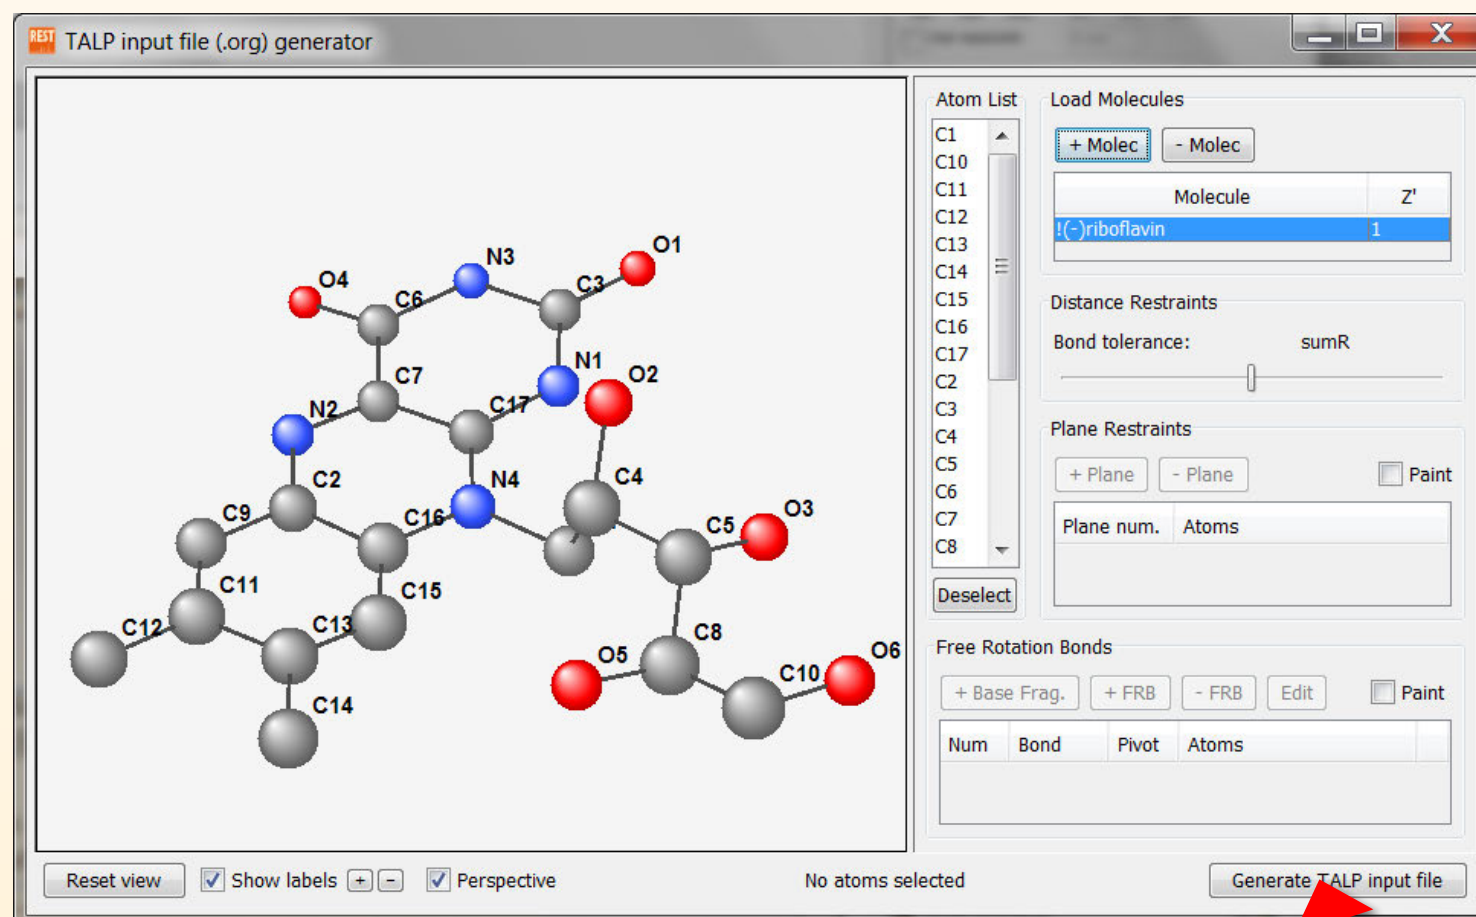 REST
TALP input file (.org) generator
X
O4
C6
N3
C3
O1
C7
N1
O2
N2
C17
C2
N4
C4
C9
C16
C5
O3
C11
C15
C12
C13
C8
O5
C10
O6
C14
Atom List
C1
C10
C11
C12
C13
C14
C15
C16
C17
C2
C3
C4
C5
C6
C7
C8
Deselect
Load Molecules
+ Molec - Molec
Molecule Z'
!(-)riboflavin 1
Distance Restraints
Bond tolerance: sumR
Plane Restraints
+ Plane - Plane Paint
Plane num. Atoms
Free Rotation Bonds
+ Base Frag. + FRB - FRB Edit Paint
Num Bond Pivot Atoms
Reset view Show labels + - Perspective No atoms selected Generate TALP input file